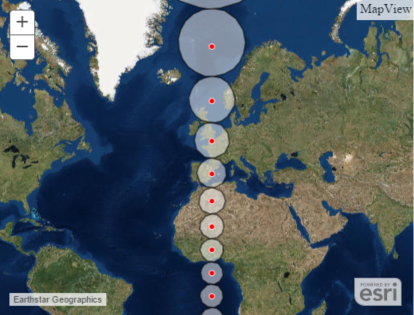 MapView
+
−
Earthstar Geographics
POWERED BY
esri